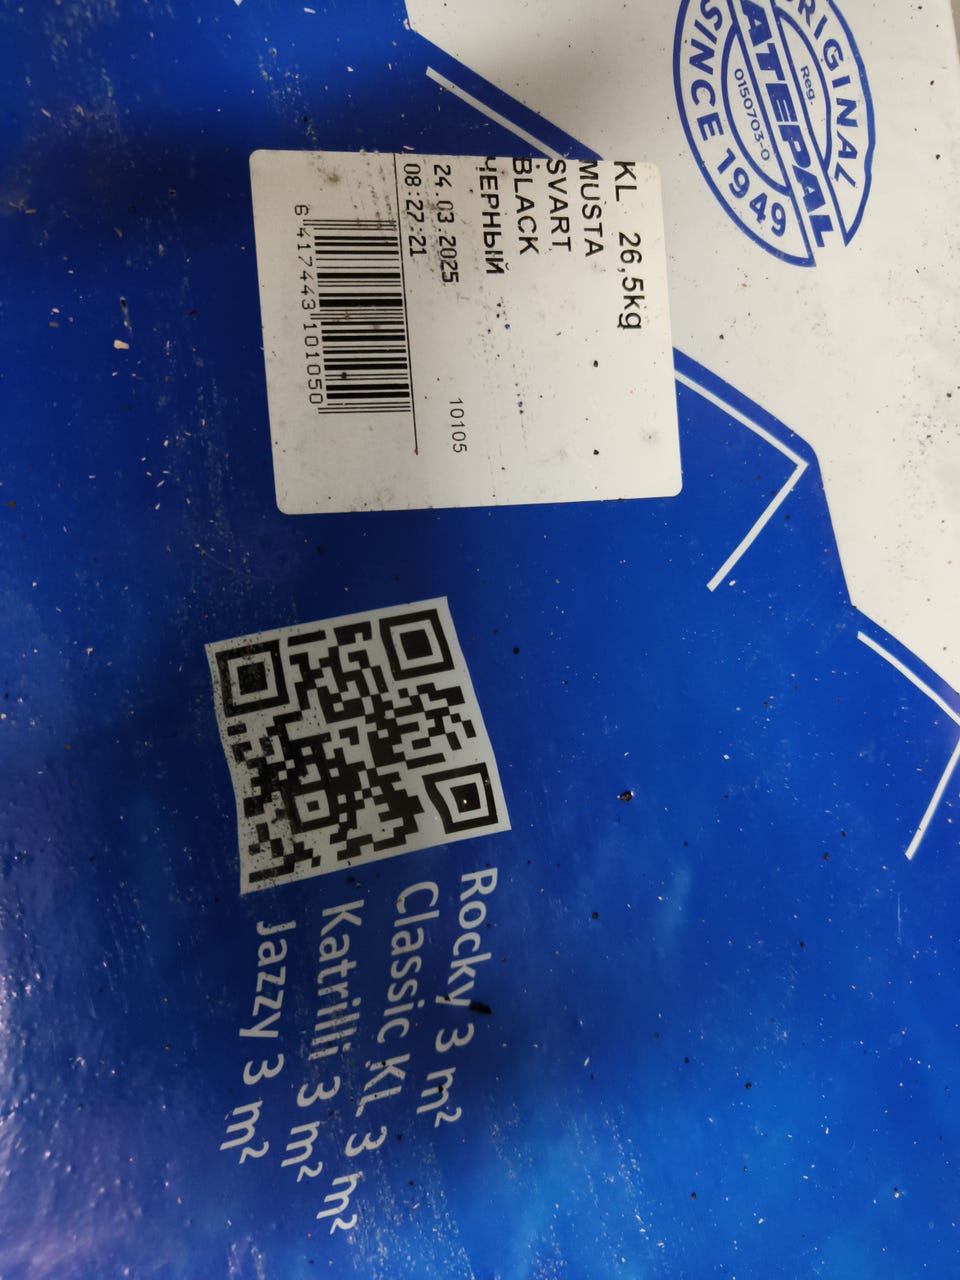 ORIGINAL
KATEPAL
Reg.
0150703-0
SINCE 1949
KL 26,5kg
MUSTA
SVART
BLACK
ЧЕРНЫЙ
10105
24.03.2025
08:27:21
6 417443 101050
Rocky 3 m²
Classic KL 3 m²
Katrilli 3 m²
Jazzy 3 m²